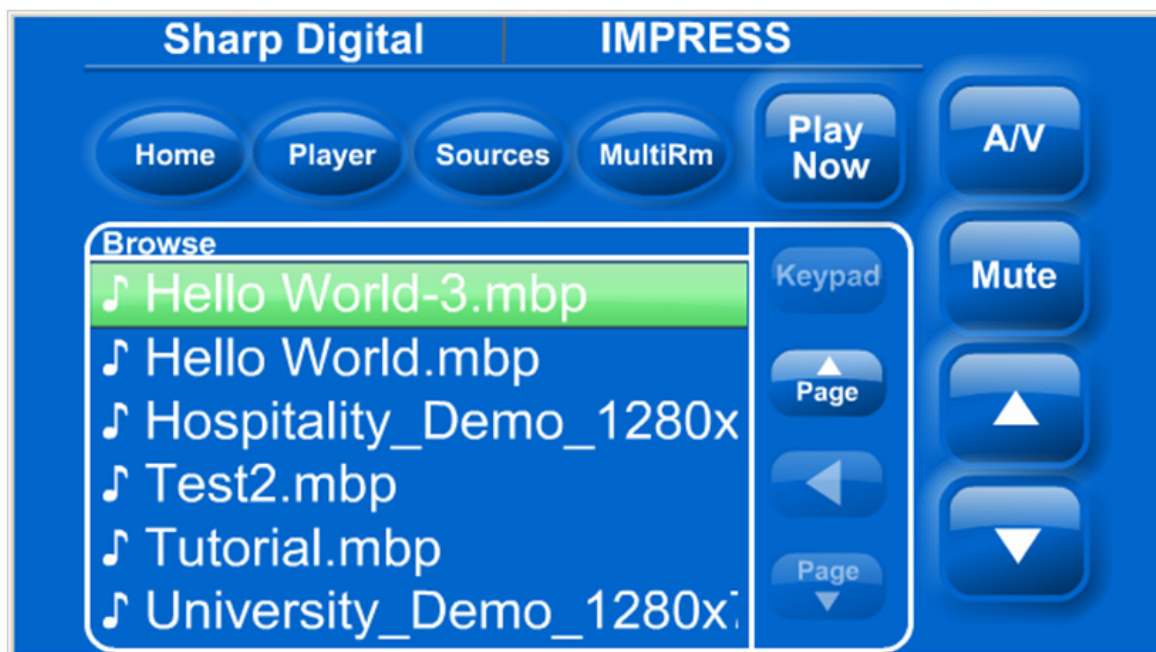 Sharp Digital IMPRESS
Home Player Sources MultiRm Play Now A/V
Browse
Hello World-3.mbp
Hello World.mbp
Hospitality_Demo_1280x
Test2.mbp
Tutorial.mbp
University_Demo_1280x
Keypad
Page
Page
Mute